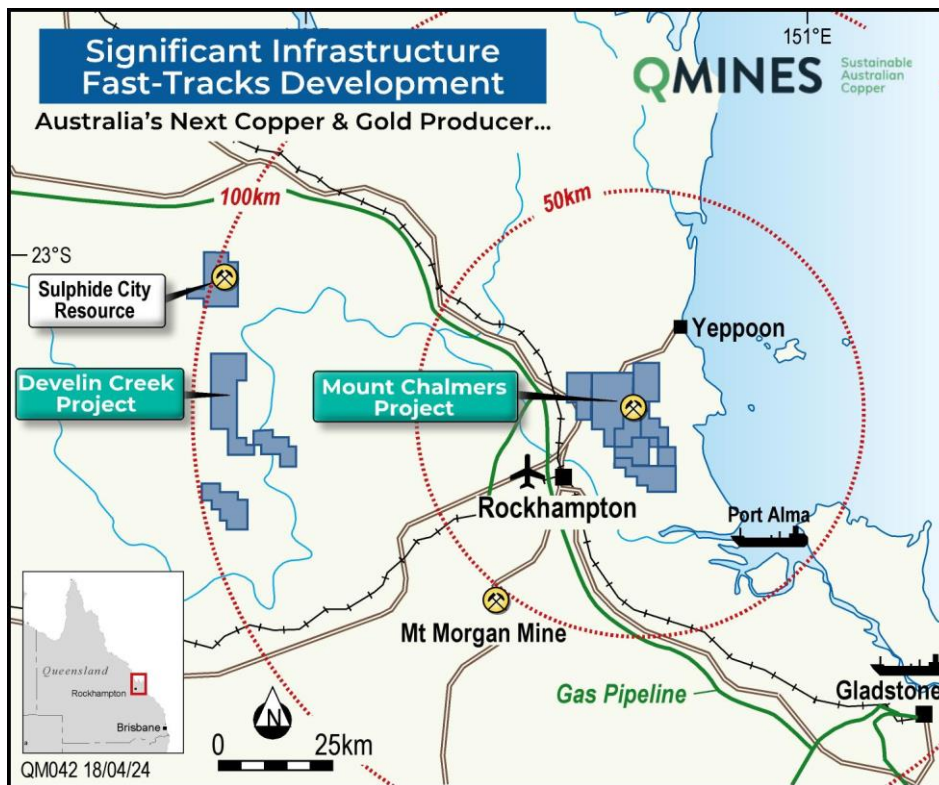 Significant Infrastructure
Fast-Tracks Development
Australia's Next Copper & Gold Producer...
151°E
QMINES
Sustainable
Australian
Copper
100km
50km
23°S
Sulphide City
Resource
Yeppoon
Develin Creek
Project
Mount Chalmers
Project
Rockhampton
Port Alma
Mt Morgan Mine
Gas Pipeline
Gladstone
Queensland
Rockhampton
Brisbane
N
0 25km
QM042 18/04/24